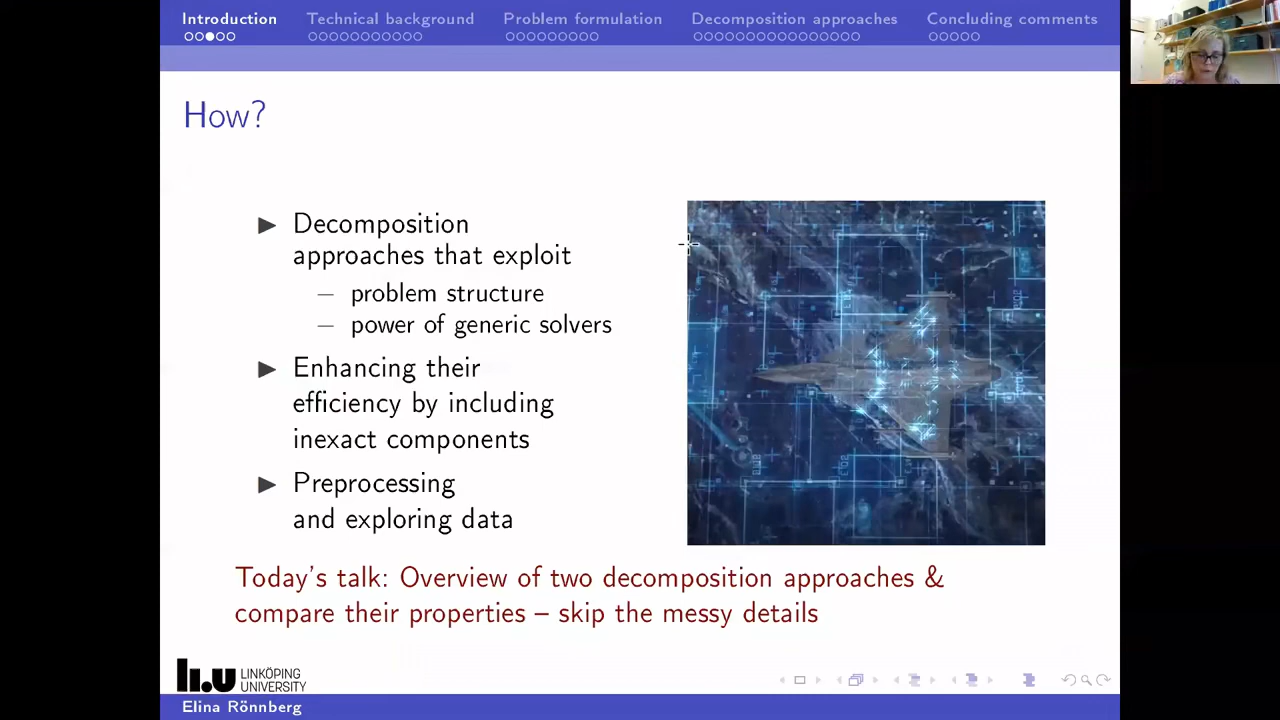 Introduction Technical background Problem formulation Decomposition approaches Concluding comments
How?
Decomposition
approaches that exploit
– problem structure
– power of generic solvers
Enhancing their
efficiency by including
inexact components
Preprocessing
and exploring data
Today's talk: Overview of two decomposition approaches &
compare their properties – skip the messy details
LI.U LINKÖPING
UNIVERSITY
Elina Rönnberg